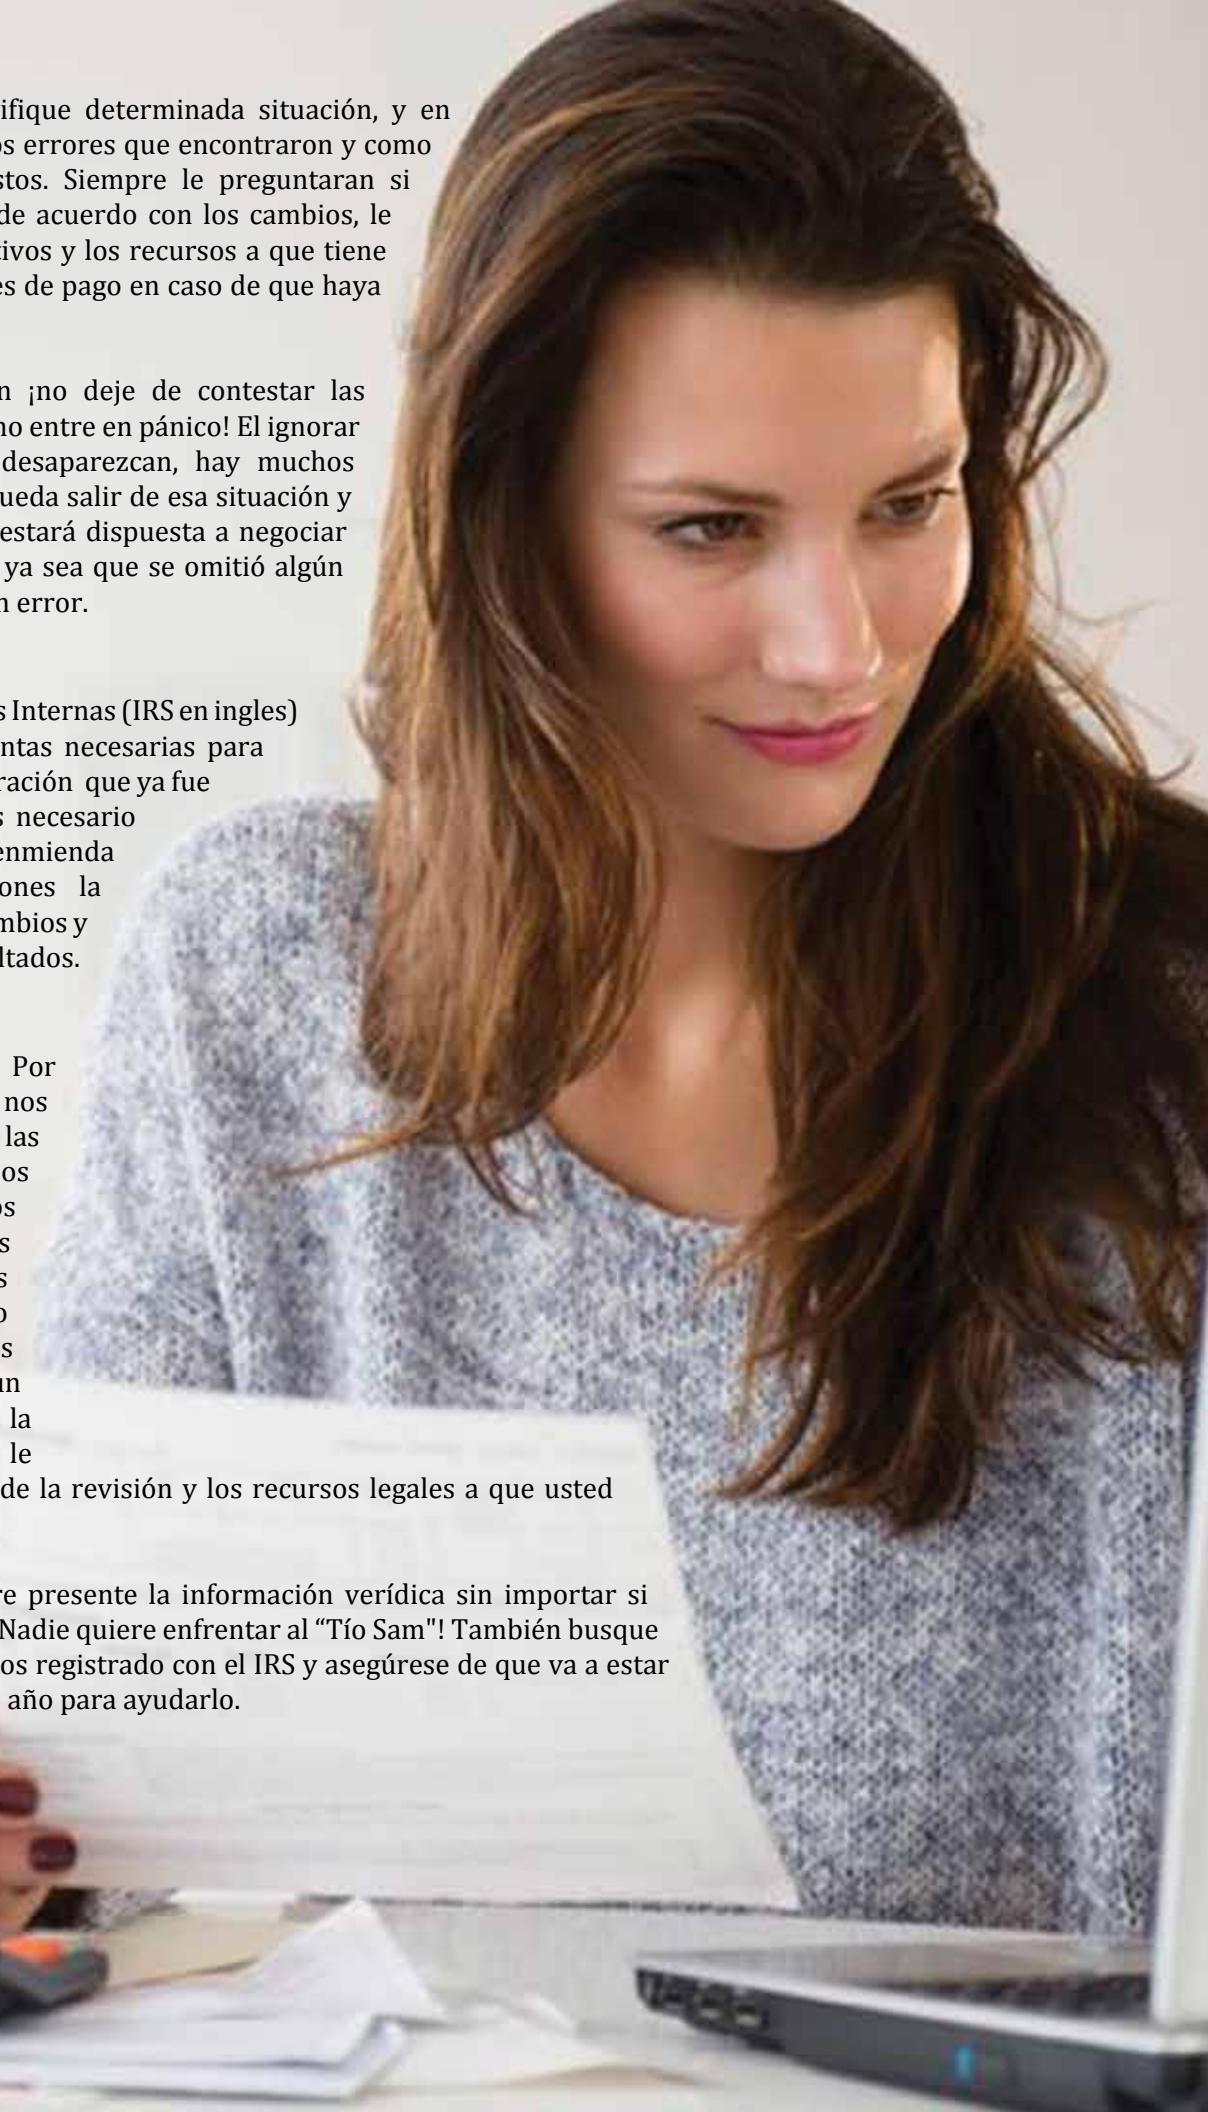 ifique determinada situación, y en
os errores que encontraron y como
stos. Siempre le preguntaran si
de acuerdo con los cambios, le
tivos y los recursos a que tiene
es de pago en caso de que haya
n ¡no deje de contestar las
no entre en pánico! El ignorar
desaparezcan, hay muchos
ueda salir de esa situación y
estará dispuesta a negociar
ya sea que se omitió algún
n error.
s Internas (IRS en ingles)
ntas necesarias para
ración que ya fue
s necesario
enmienda
ones la
mbios y
ltados.
Por
nos
las
os
os
s
s
o
s
un
la
le
de la revisión y los recursos legales a que usted
re presente la información verídica sin importar si
Nadie quiere enfrentar al “Tío Sam"! También busque
os registrado con el IRS y asegúrese de que va a estar
año para ayudarlo.